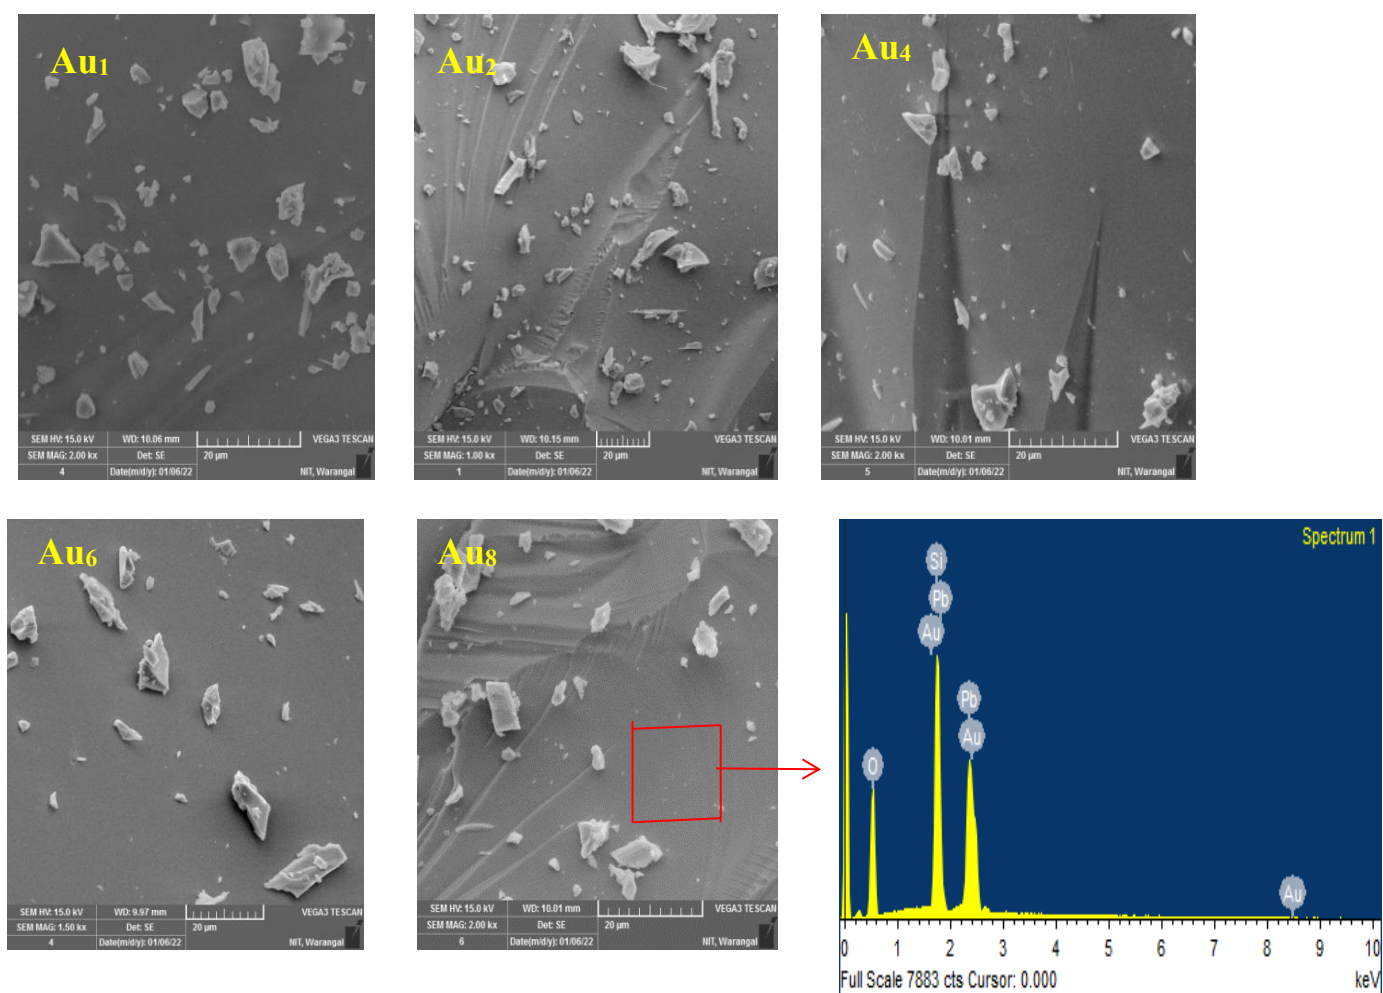 Au1
SEM HV: 15.0 kV WD: 10.06 mm VEGA3 TESCAN
SEM MAG: 2.00 kx Det: SE 20 µm
4 Date(m/d/y): 01/06/22 NIT, Warangal
Au2
SEM HV: 15.0 kV WD: 10.15 mm VEGA3 TESCAN
SEM MAG: 1.00 kx Det: SE 20 µm
1 Date(m/d/y): 01/06/22 NIT, Warangal
Au4
SEM HV: 15.0 kV WD: 10.01 mm VEGA3 TESCAN
SEM MAG: 2.00 kx Det: SE 20 µm
5 Date(m/d/y): 01/06/22 NIT, Warangal
Au6
SEM HV: 15.0 kV WD: 9.97 mm VEGA3 TESCAN
SEM MAG: 1.50 kx Det: SE 20 µm
4 Date(m/d/y): 01/06/22 NIT, Warangal
Au8
SEM HV: 15.0 kV WD: 10.01 mm VEGA3 TESCAN
SEM MAG: 2.00 kx Det: SE 20 µm
6 Date(m/d/y): 01/06/22 NIT, Warangal
Spectrum 1
Si
Pb
Au
Pb
Au
O
Au
0 1 2 3 4 5 6 7 8 9 10
Full Scale 7883 cts Cursor: 0.000 keV